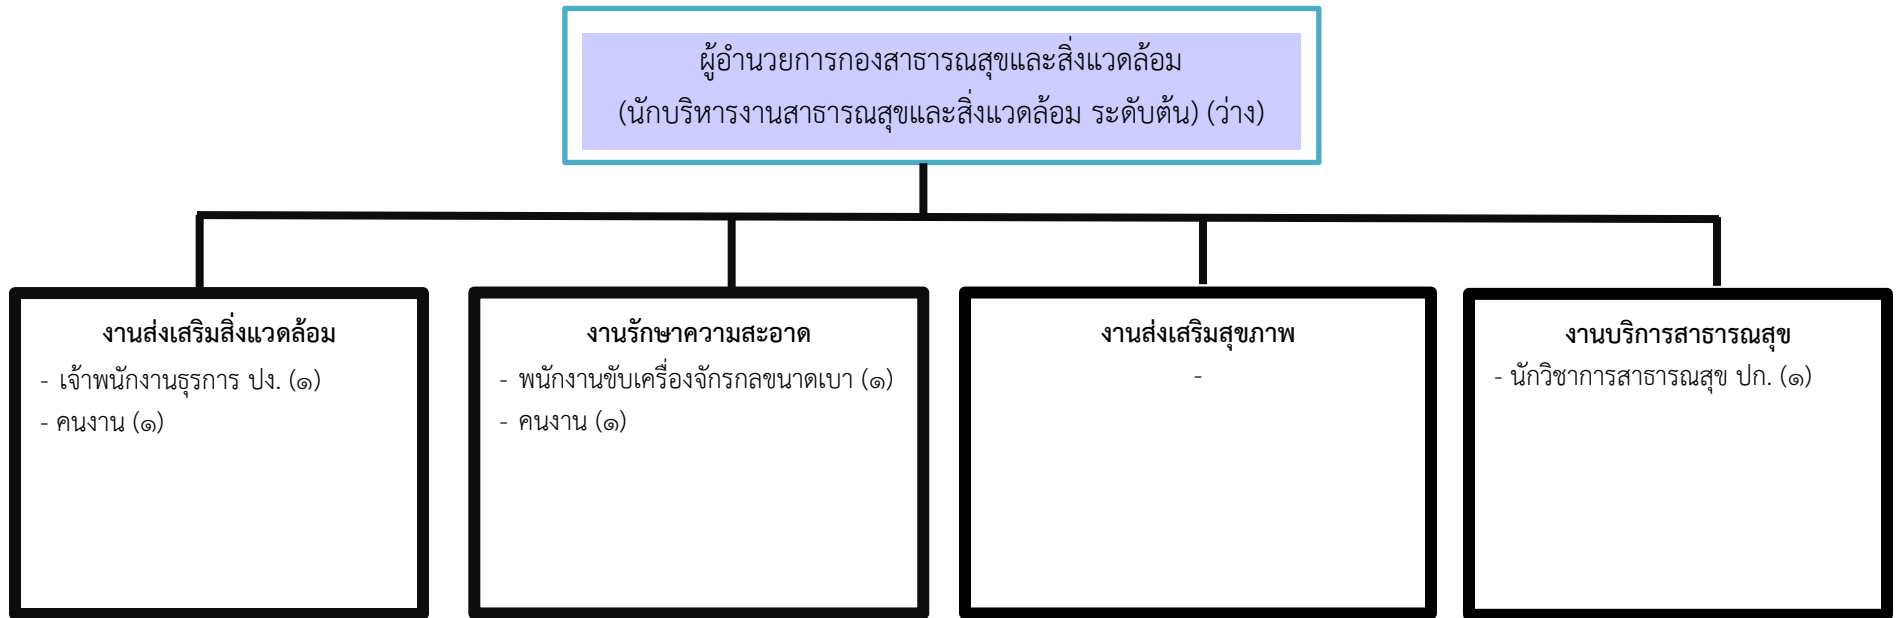 ผู้อำนวยการกองสาธารณสุขและสิ่งแวดล้อม
(นักบริหารงานสาธารณสุขและสิ่งแวดล้อม ระดับต้น) (ว่าง)
งานส่งเสริมสิ่งแวดล้อม
- เจ้าพนักงานธุรการ ปง. (๑)
- คนงาน (๑)
งานรักษาความสะอาด
- พนักงานขับเครื่องจักรกลขนาดเบา (๑)
- คนงาน (๑)
งานส่งเสริมสุขภาพ
-
งานบริการสาธารณสุข
- นักวิชาการสาธารณสุข ปก. (๑)